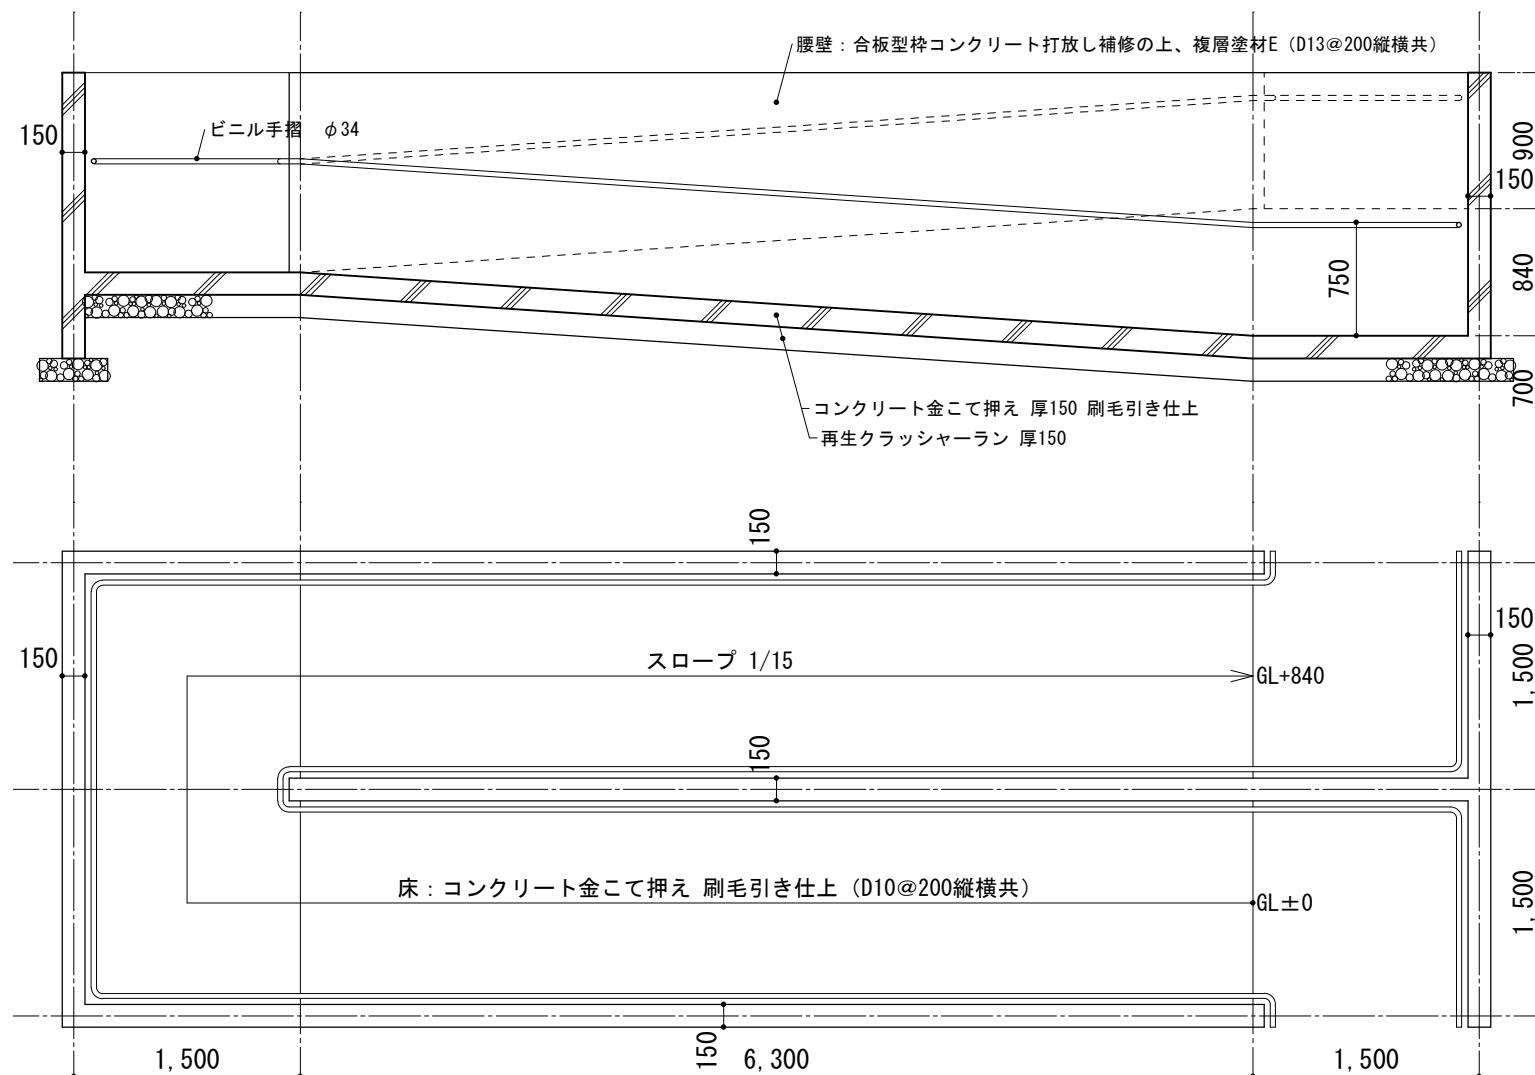 腰壁：合板型枠コンクリート打放し補修の上、複層塗材E（D13@200縦横共）
150
ビニル手摺　φ34
900
150
750
840
700
コンクリート金こて押え 厚150 刷毛引き仕上
再生クラッシャーラン 厚150
150
150
150
スロープ 1/15
GL+840
1,500
150
床：コンクリート金こて押え 刷毛引き仕上（D10@200縦横共）
GL±0
1,500
150
1,500
6,300
1,500